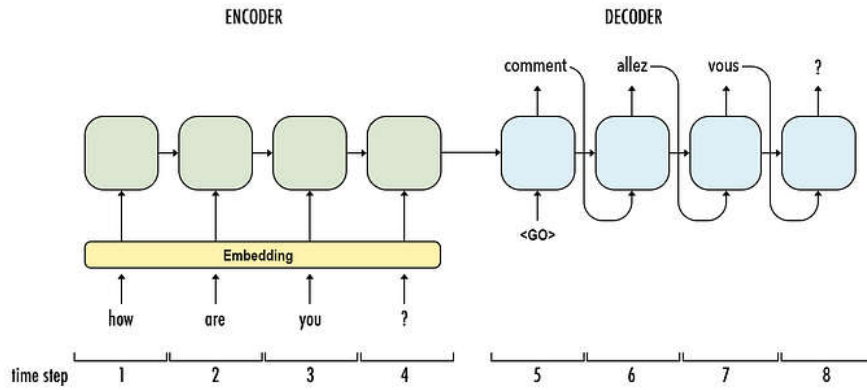 ENCODER DECODER
comment allez vous ?
<GO>
Embedding
how are you ?
time step 1 2 3 4 5 6 7 8